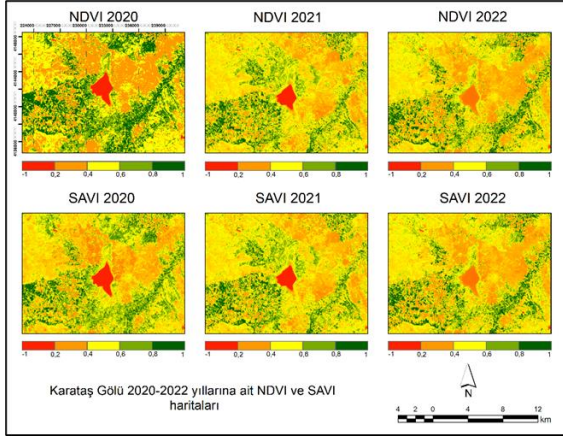 NDVI 2020
NDVI 2021
NDVI 2022
-1 0,2 0,4 0,6 0,8 1
-1 0,2 0,4 0,6 0,8 1
-1 0,2 0,4 0,6 0,8 1
SAVI 2020
SAVI 2021
SAVI 2022
-1 0,2 0,4 0,6 0,8 1
-1 0,2 0,4 0,6 0,8 1
-1 0,2 0,4 0,6 0,8 1
Karataş Gölü 2020-2022 yıllarına ait NDVI ve SAVI
haritaları
N
4 2 0 4 8 12
km